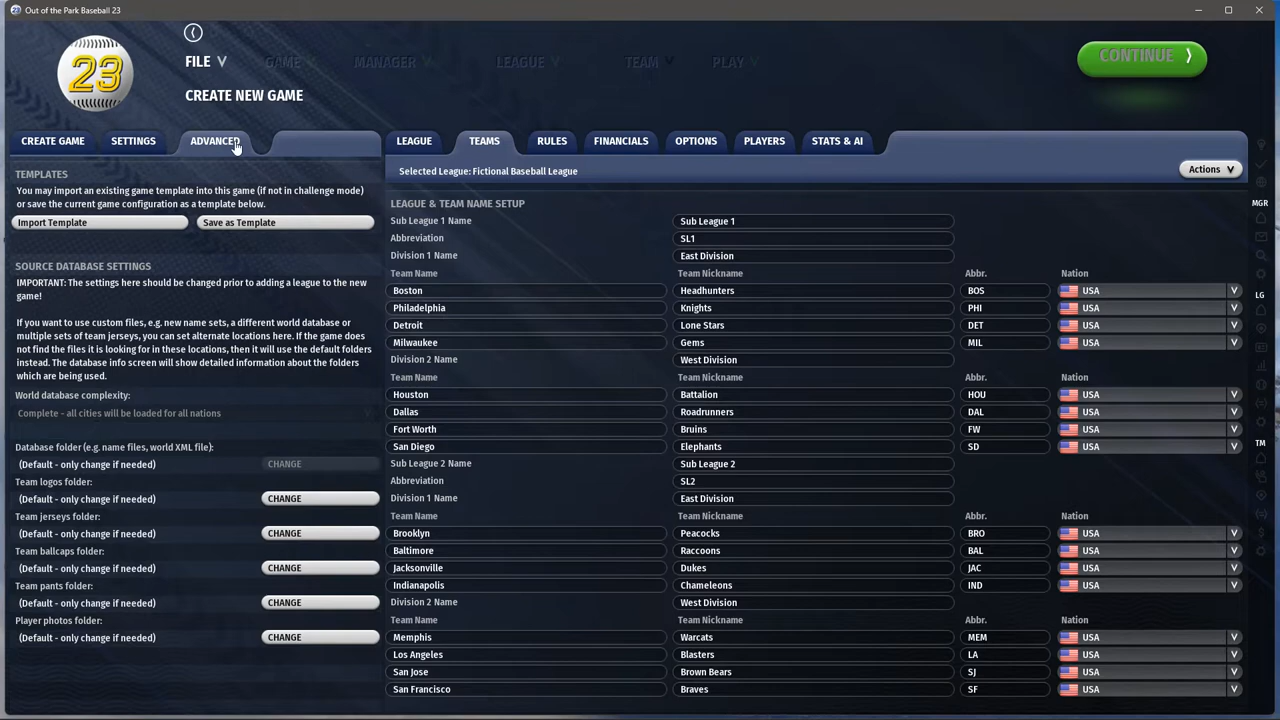 Out of the Park Baseball 23
23
FILE
GAME
MANAGER
LEAGUE
TEAM
PLAY
CONTINUE
CREATE NEW GAME
CREATE GAME SETTINGS ADVANCED
LEAGUE TEAMS RULES FINANCIALS OPTIONS PLAYERS STATS & AI
TEMPLATES
You may import an existing game template into this game (if not in challenge mode)
or save the current game configuration as a template below.
Import Template Save as Template
SOURCE DATABASE SETTINGS
IMPORTANT: The settings here should be changed prior to adding a league to the new
game!
If you want to use custom files, e.g. new name sets, a different world database or
multiple sets of team jerseys, you can set alternate locations here. If the game does
not find the files it is looking for in these locations, then it will use the default folders
instead. The database info screen will show detailed information about the folders
which are being used.
World database complexity:
Complete - all cities will be loaded for all nations
Database folder (e.g. name files, world XML file):
(Default - only change if needed) CHANGE
Team logos folder:
(Default - only change if needed) CHANGE
Team jerseys folder:
(Default - only change if needed) CHANGE
Team ballcaps folder:
(Default - only change if needed) CHANGE
Team pants folder:
(Default - only change if needed) CHANGE
Player photos folder:
(Default - only change if needed) CHANGE
Selected League: Fictional Baseball League
Actions
LEAGUE & TEAM NAME SETUP
Sub League 1 Name Sub League 1
Abbreviation SL1
Division 1 Name East Division
Team Name Team Nickname Abbr. Nation
Boston Headhunters BOS USA
Philadelphia Knights PHI USA
Detroit Lone Stars DET USA
Milwaukee Gems MIL USA
Division 2 Name West Division
Team Name Team Nickname Abbr. Nation
Houston Battalion HOU USA
Dallas Roadrunners DAL USA
Fort Worth Bruins FW USA
San Diego Elephants SD USA
Sub League 2 Name Sub League 2
Abbreviation SL2
Division 1 Name East Division
Team Name Team Nickname Abbr. Nation
Brooklyn Peacocks BRO USA
Baltimore Raccoons BAL USA
Jacksonville Dukes JAC USA
Indianapolis Chameleons IND USA
Division 2 Name West Division
Team Name Team Nickname Abbr. Nation
Memphis Warcats MEM USA
Los Angeles Blasters LA USA
San Jose Brown Bears SJ USA
San Francisco Braves SF USA
MGR
LG
TM